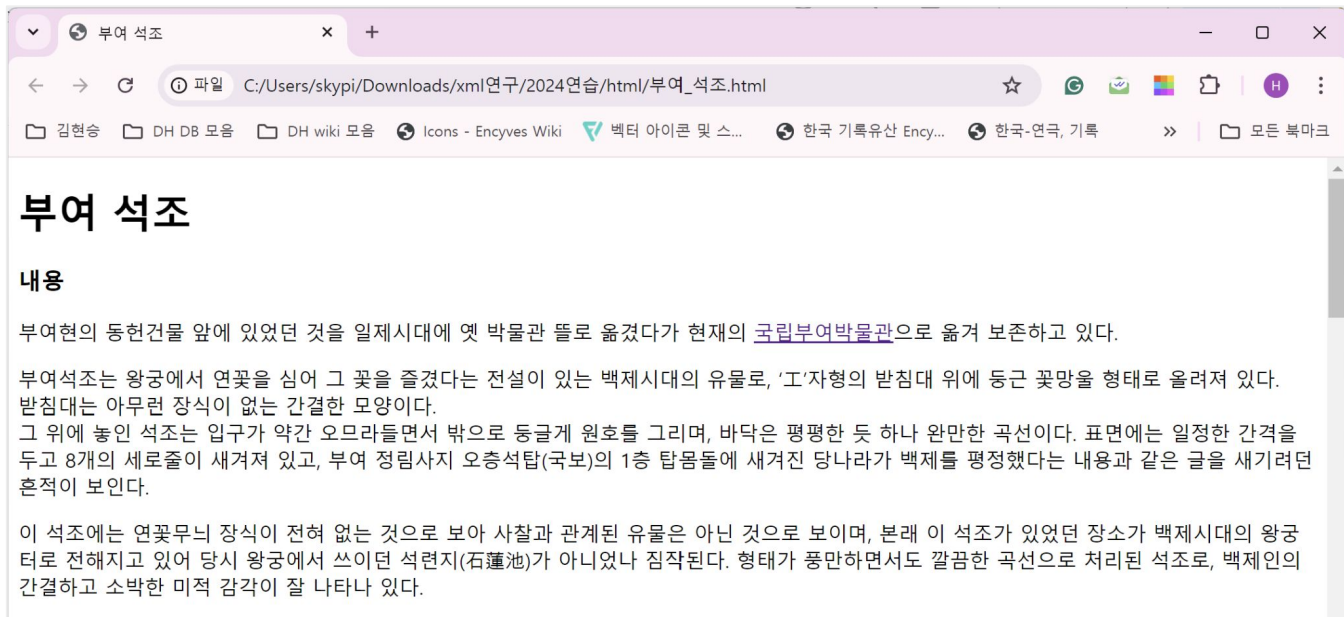 부여 석조
파일 C:/Users/skypi/Downloads/xml연구/2024연습/html/부여_석조.html
H
김현승 DH DB 모음 DH wiki 모음 Icons - Encyves Wiki 벡터 아이콘 및 스... 한국 기록유산 Ency... 한국-연극, 기록 » 모든 북마크
부여 석조
내용
부여현의 동헌건물 앞에 있었던 것을 일제시대에 옛 박물관 뜰로 옮겼다가 현재의 국립부여박물관으로 옮겨 보존하고 있다.
부여석조는 왕궁에서 연꽃을 심어 그 꽃을 즐겼다는 전설이 있는 백제시대의 유물로, ‘工’자형의 받침대 위에 둥근 꽃망울 형태로 올려져 있다.
받침대는 아무런 장식이 없는 간결한 모양이다.
그 위에 놓인 석조는 입구가 약간 오므라들면서 밖으로 둥글게 원호를 그리며, 바닥은 평평한 듯 하나 완만한 곡선이다. 표면에는 일정한 간격을
두고 8개의 세로줄이 새겨져 있고, 부여 정림사지 오층석탑(국보)의 1층 탑몸돌에 새겨진 당나라가 백제를 평정했다는 내용과 같은 글을 새기려던
흔적이 보인다.
이 석조에는 연꽃무늬 장식이 전혀 없는 것으로 보아 사찰과 관계된 유물은 아닌 것으로 보이며, 본래 이 석조가 있었던 장소가 백제시대의 왕궁
터로 전해지고 있어 당시 왕궁에서 쓰이던 석련지(石蓮池)가 아니었나 짐작된다. 형태가 풍만하면서도 깔끔한 곡선으로 처리된 석조로, 백제인의
간결하고 소박한 미적 감각이 잘 나타나 있다.